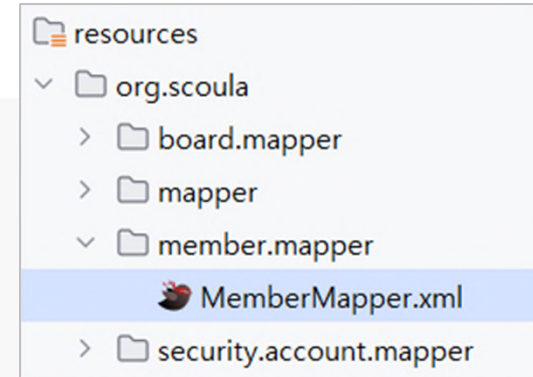 resources
org.scoula
board.mapper
mapper
member.mapper
MemberMapper.xml
security.account.mapper